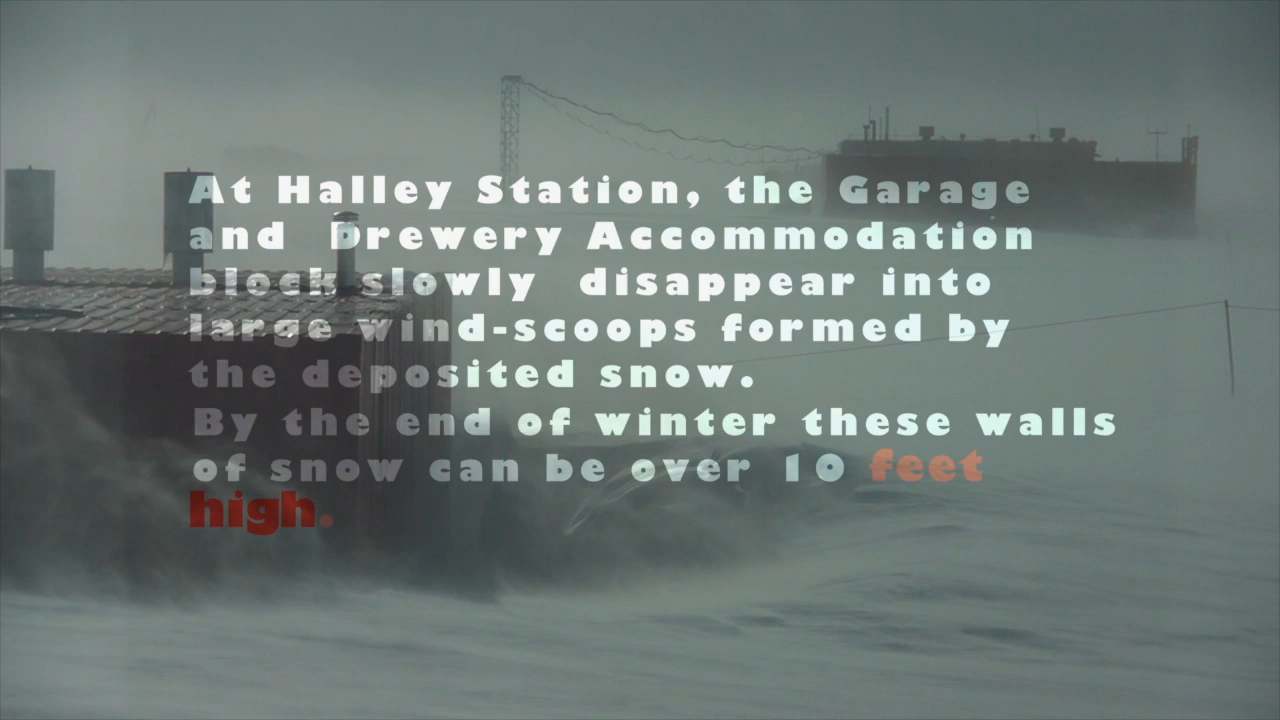 At Halley Station, the Garage
and Drewery Accommodation
block slowly disappear into
large wind-scoops formed by
the deposited snow.
By the end of winter these walls
of snow can be over 10 feet
high.